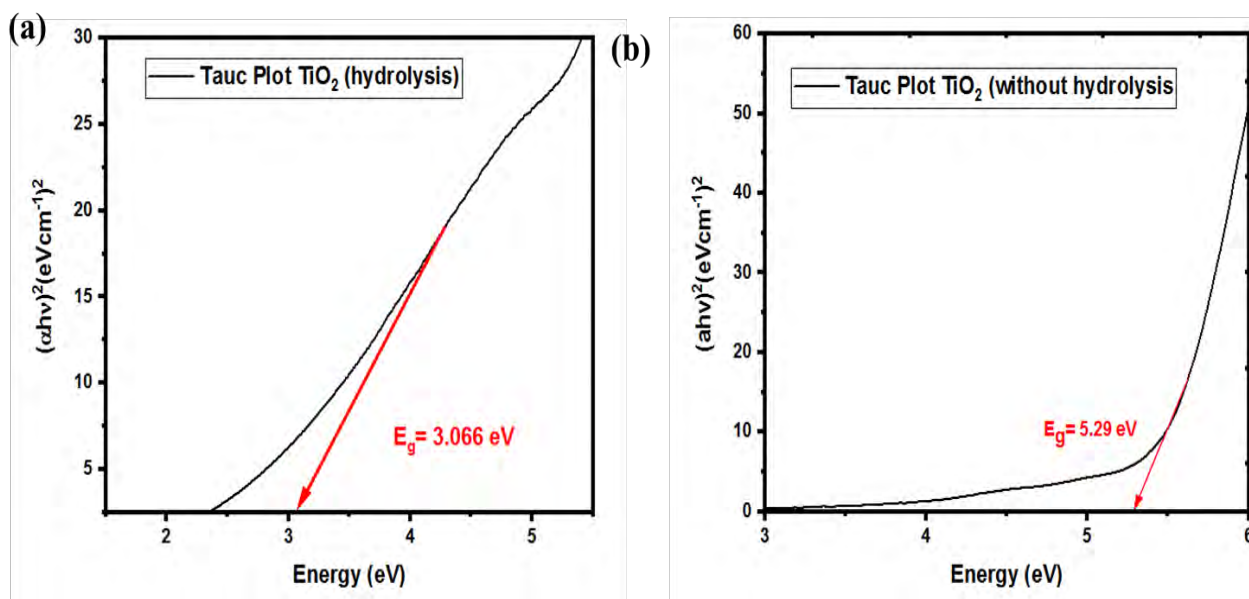 (a)
Tauc Plot TiO₂ (hydrolysis)
(αhν)²(eVcm⁻¹)²
30
25
20
15
10
5
E_g= 3.066 eV
2 3 4 5
Energy (eV)
(b)
Tauc Plot TiO₂ (without hydrolysis
(ahν)²(eVcm⁻¹)²
60
50
40
30
20
10
0
E_g= 5.29 eV
3 4 5 6
Energy (eV)